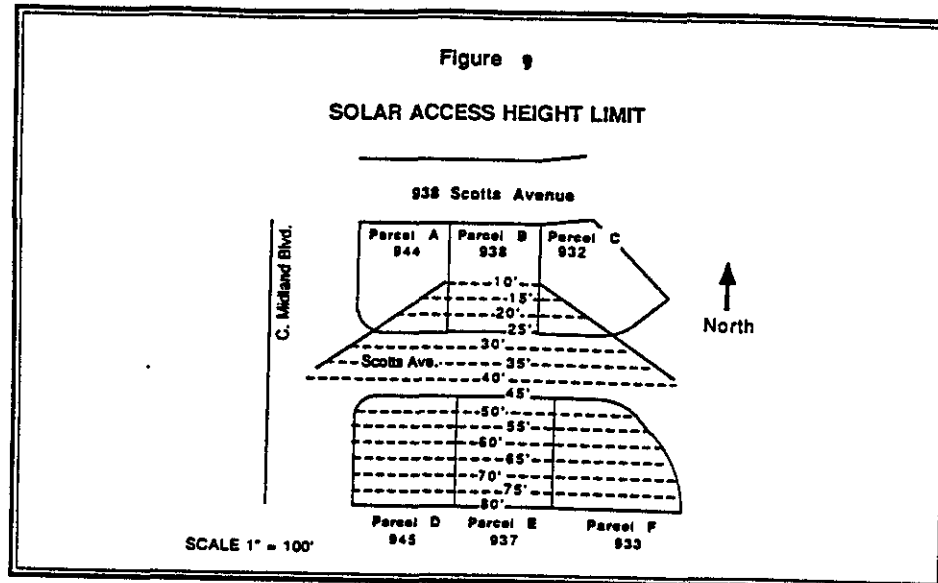 Figure 9
SOLAR ACCESS HEIGHT LIMIT
938 Scotts Avenue
C. Midland Blvd.
Parcel A Parcel B Parcel C
944 938 932
10'
15'
20'
25'
30'
Scotts Ave. 35'
40'
45'
50'
55'
60'
65'
70'
75'
80'
North
Parcel D Parcel E Parcel F
945 937 933
SCALE 1" = 100'